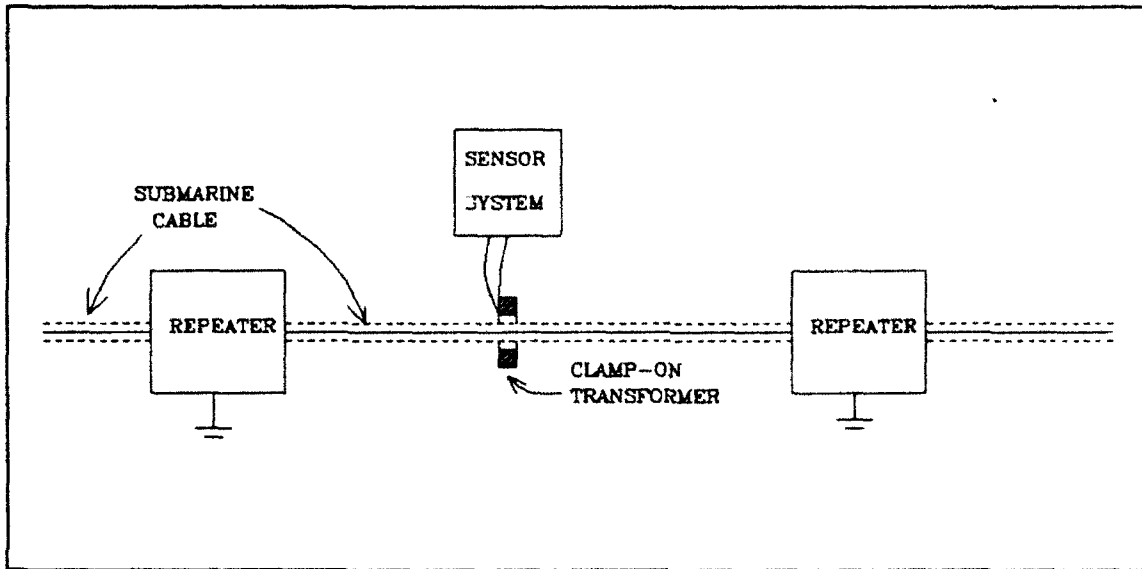 SENSOR
SYSTEM
SUBMARINE
CABLE
REPEATER
REPEATER
CLAMP-ON
TRANSFORMER